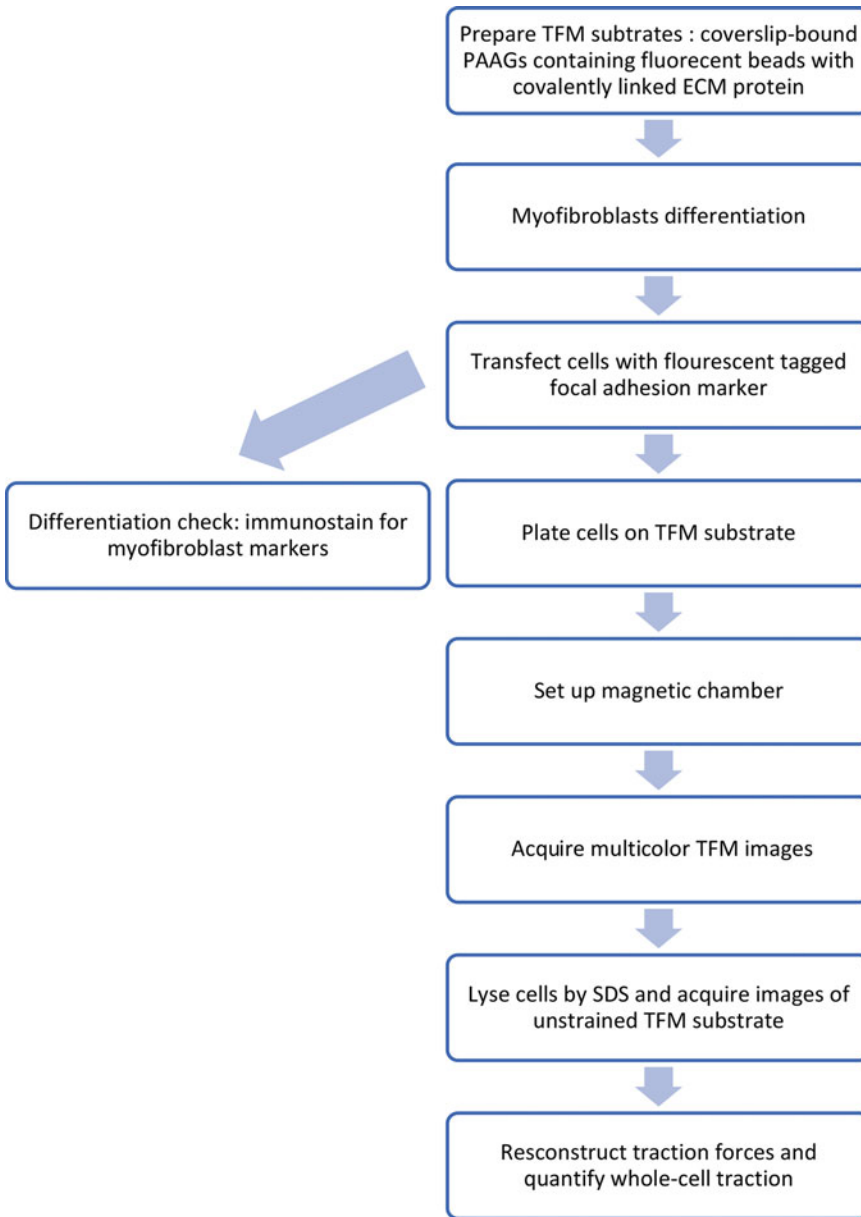 Prepare TFM subtrates : coverslip-bound
PAAGs containing fluorecent beads with
covalently linked ECM protein
Myofibroblasts differentiation
Transfect cells with flourescent tagged
focal adhesion marker
Differentiation check: immunostain for
myofibroblast markers
Plate cells on TFM substrate
Set up magnetic chamber
Acquire multicolor TFM images
Lyse cells by SDS and acquire images of
unstrained TFM substrate
Resconstruct traction forces and
quantify whole-cell traction